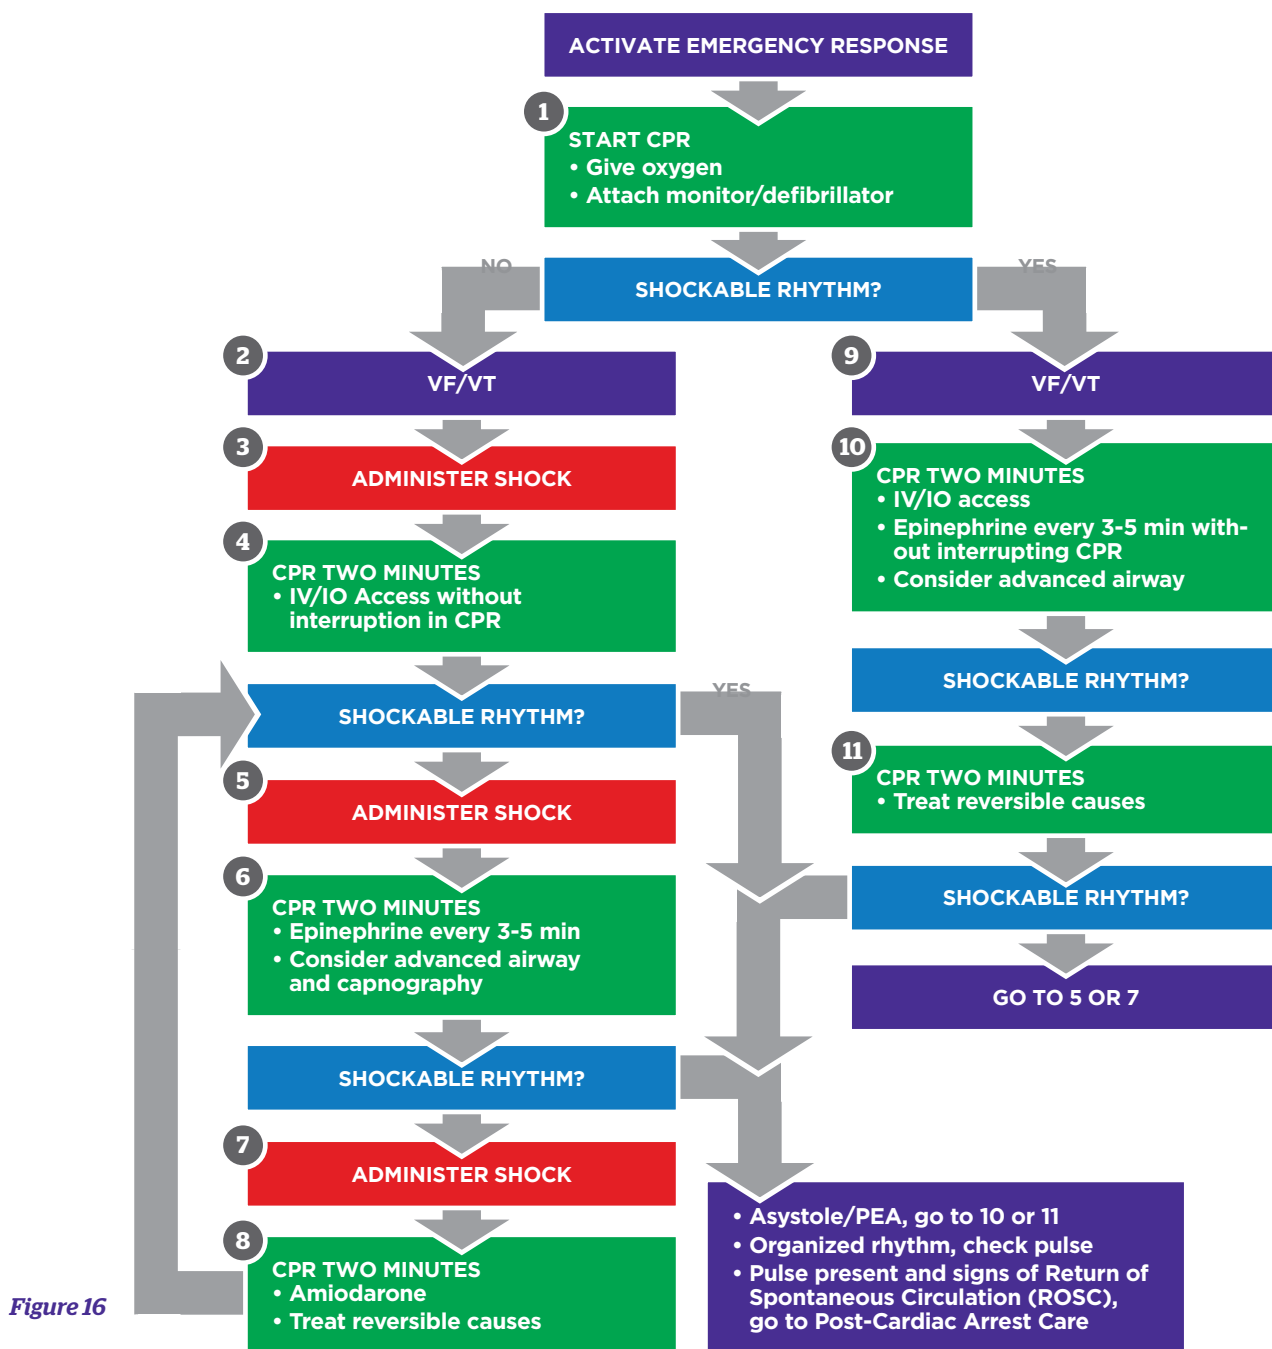 ACTIVATE EMERGENCY RESPONSE
1
START CPR
• Give oxygen
• Attach monitor/defibrillator
NO
SHOCKABLE RHYTHM?
YES
2
VF/VT
3
ADMINISTER SHOCK
4
CPR TWO MINUTES
• IV/IO Access without
interruption in CPR
SHOCKABLE RHYTHM?
YES
5
ADMINISTER SHOCK
6
CPR TWO MINUTES
• Epinephrine every 3-5 min
• Consider advanced airway
and capnography
SHOCKABLE RHYTHM?
7
ADMINISTER SHOCK
8
CPR TWO MINUTES
• Amiodarone
• Treat reversible causes
9
VF/VT
10
CPR TWO MINUTES
• IV/IO access
• Epinephrine every 3-5 min with-
out interrupting CPR
• Consider advanced airway
SHOCKABLE RHYTHM?
11
CPR TWO MINUTES
• Treat reversible causes
SHOCKABLE RHYTHM?
GO TO 5 OR 7
• Asystole/PEA, go to 10 or 11
• Organized rhythm, check pulse
• Pulse present and signs of Return of
Spontaneous Circulation (ROSC),
go to Post-Cardiac Arrest Care
Figure 16